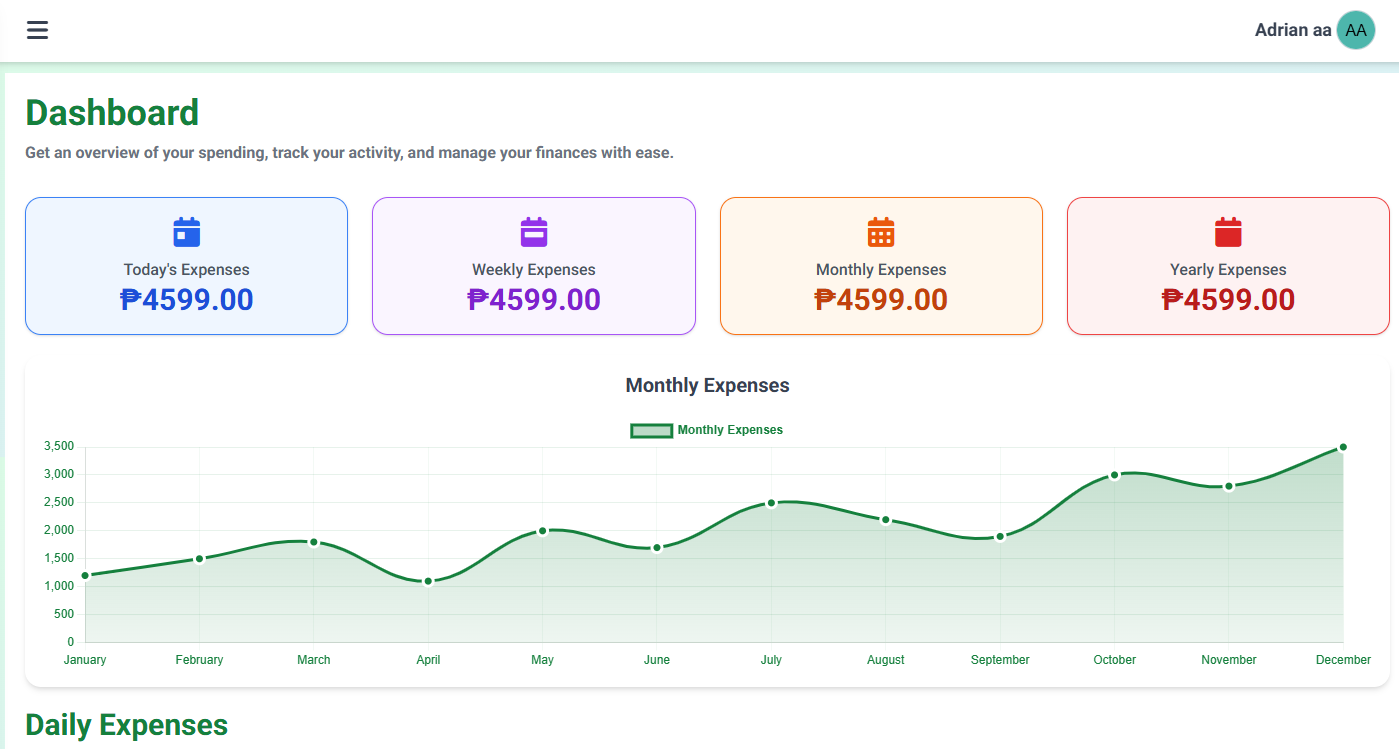 Adrian aa AA
Dashboard
Get an overview of your spending, track your activity, and manage your finances with ease.
Today's Expenses
₱4599.00
Weekly Expenses
₱4599.00
Monthly Expenses
₱4599.00
Yearly Expenses
₱4599.00
Monthly Expenses
Monthly Expenses
3,500
3,000
2,500
2,000
1,500
1,000
500
0
January February March April May June July August September October November December
Daily Expenses